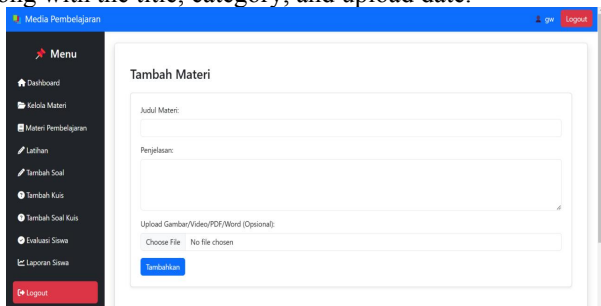 ong with the title, category, and upload date.
Media Pembelajaran
gw
Logout
Menu
Dashboard
Kelola Materi
Materi Pembelajaran
Latihan
Tambah Soal
Tambah Kuis
Tambah Soal Kuis
Evaluasi Siswa
Laporan Siswa
Logout
Tambah Materi
Judul Materi:
Penjelasan:
Upload Gambar/Video/PDF/Word (Opsional):
Choose File No file chosen
Tambahkan